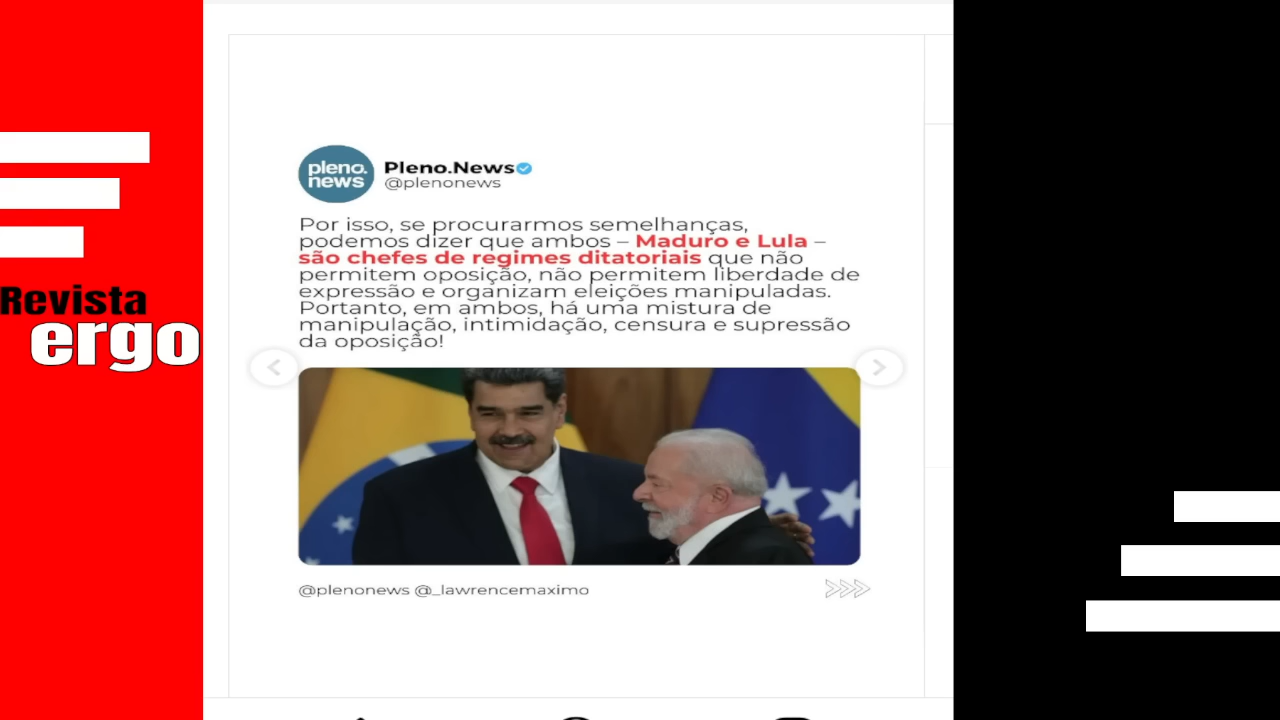 Revista
ergo
pleno.
news
Pleno.News
@plenonews
Por isso, se procurarmos semelhanças,
podemos dizer que ambos – Maduro e Lula –
são chefes de regimes ditatoriais que não
permitem oposição, não permitem liberdade de
expressão e organizam eleições manipuladas.
Portanto, em ambos, há uma mistura de
manipulação, intimidação, censura e supressão
da oposição!
@plenonews @_lawrencemaximo